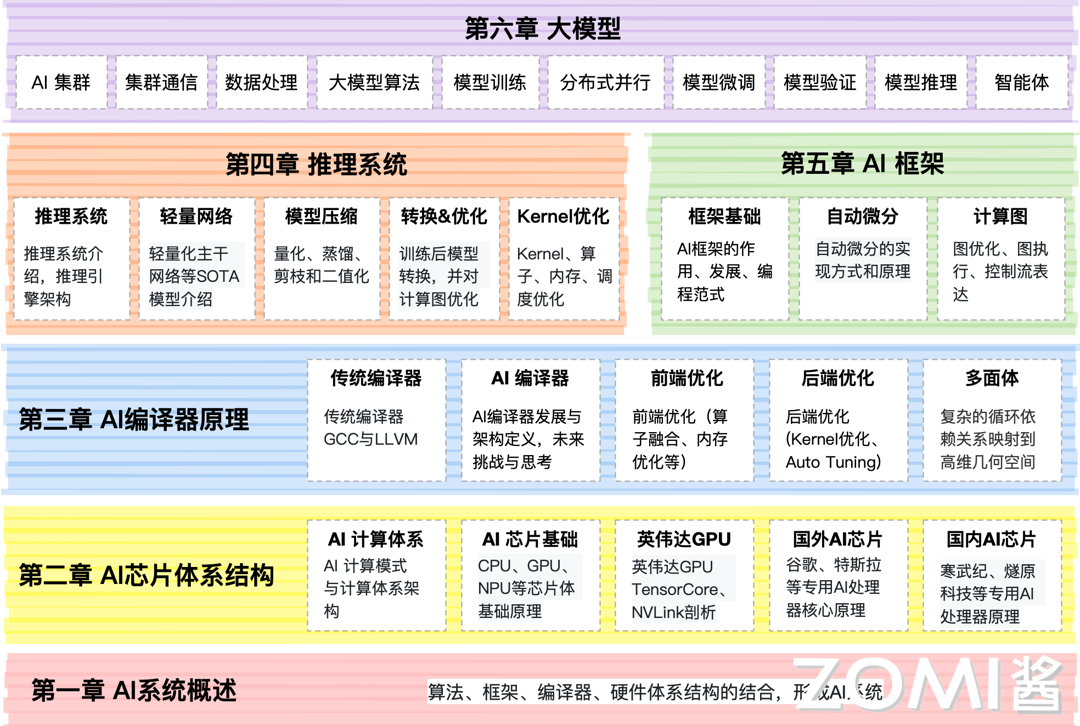 第六章 大模型
AI 集群
集群通信
数据处理
大模型算法
模型训练
分布式并行
模型微调
模型验证
模型推理
智能体
第四章 推理系统
推理系统
推理系统介
绍，推理引
擎架构
轻量网络
轻量化主干
网络等SOTA
模型介绍
模型压缩
量化、蒸馏、
剪枝和二值化
转换&优化
训练后模型
转换，并对
计算图优化
Kernel优化
Kernel、算
子、内存、调
度优化
第五章 AI 框架
框架基础
AI框架的作
用、发展、编
程范式
自动微分
自动微分的实
现方式和原理
计算图
图优化、图执
行、控制流表
达
第三章 AI编译器原理
传统编译器
传统编译器
GCC与LLVM
AI 编译器
AI编译器发展与
架构定义，未来
挑战与思考
前端优化
前端优化（算
子融合、内存
优化等）
后端优化
后端优化
(Kernel优化、
Auto Tuning)
多面体
复杂的循环依
赖关系映射到
高维几何空间
第二章 AI芯片体系结构
AI 计算体系
AI 计算模式
与计算体系架
构
AI 芯片基础
CPU、GPU、
NPU等芯片体
基础原理
英伟达GPU
英伟达GPU
TensorCore、
NVLink剖析
国外AI芯片
谷歌、特斯拉
等专用AI处理
器核心原理
国内AI芯片
寒武纪、燧原
科技等专用AI
处理器原理
第一章 AI系统概述
算法、框架、编译器、硬件体系结构的结合，形成AI系统
ZOMI酱